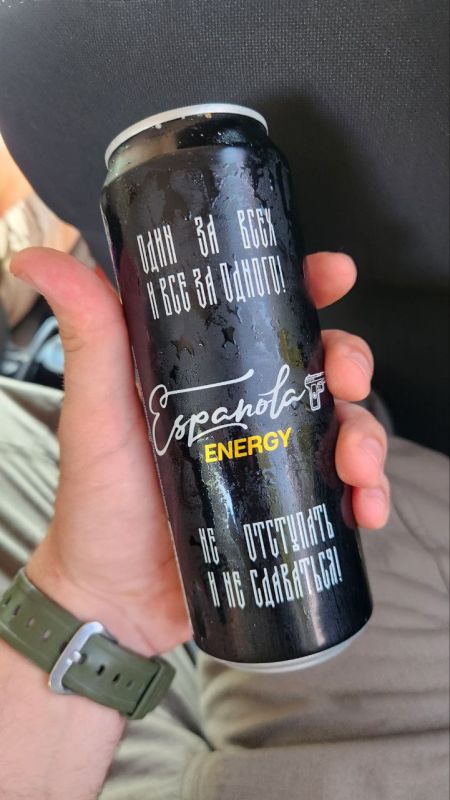 ОДИН ЗА ВСЕХ
И ВСЕ ЗА ОДНОГО!
Espanola
ENERGY
НЕ ОТСТУПАТЬ
И НЕ СДАВАТЬСЯ!